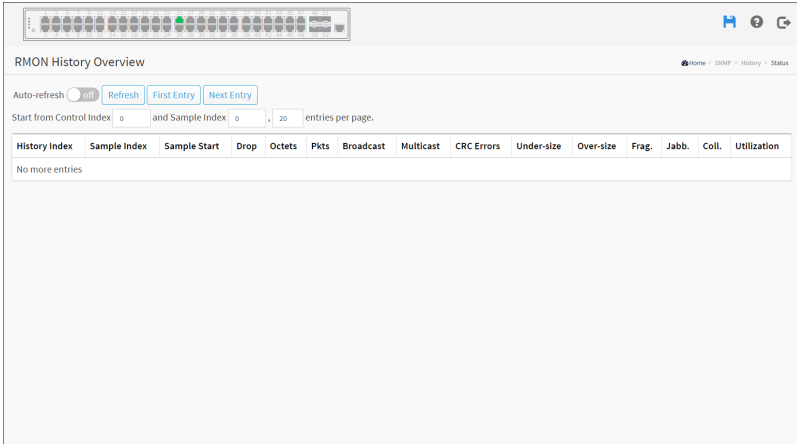 RMON History Overview
Home > SNMP > History > Status
Auto-refresh off Refresh First Entry Next Entry
Start from Control Index 0 and Sample Index 0 , 20 entries per page.
History Index Sample Index Sample Start Drop Octets Pkts Broadcast Multicast CRC Errors Under-size Over-size Frag. Jabb. Coll. Utilization
No more entries